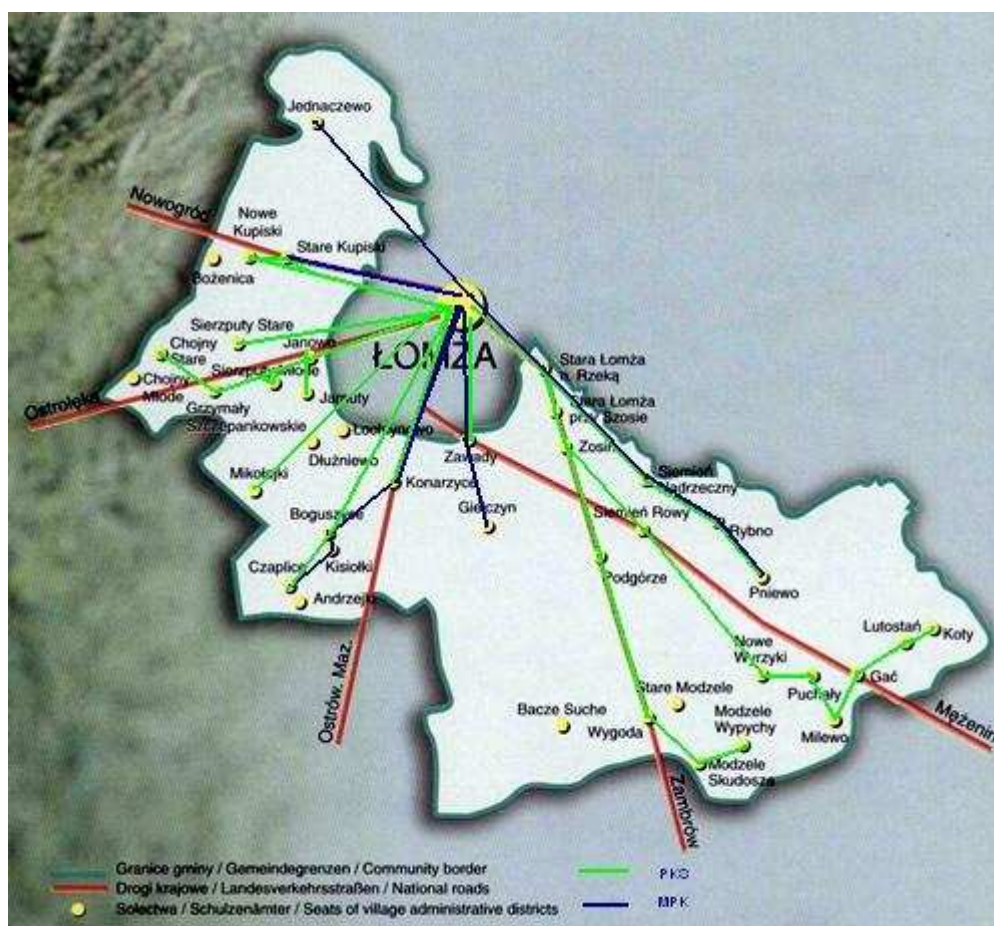 Jednaczewo
Nowogród
Nowe
Kupiski
Stare Kupiski
Bożenica
Sierzputy Stare
Chojny
Stare
Janowo
ŁOMŻA
Stara Łomża
n. Rzeką
Chojny
Młode
Sierzputy Młode
Jarnuty
Ostrołęka
Grzymały
Szczepankowskie
Stara Łomża
przy Szosie
Dłużniewo
Zawady
Zosin
Mikołajki
Konarzyce
Siemień
Nadrzeczny
Boguszyce
Giełczyn
Siemień Rowy
Rybno
Czaplice
Kisiołki
Podgórze
Andrzejki
Pniewo
Lutostań
Koty
Nowe
Wyrzyki
Ostrów. Maz.
Stare Modzele
Puchały
Gać
Bacze Suche
Modzele
Wypychy
Wygoda
Milewo
Mężenin
Modzele
Skudosze
Zambrów
Granice gminy / Gemeindegrenzen / Community border
PKS
Drogi krajowe / Landesverkehrsstraßen / National roads
MPK
Sołectwa / Schulzenämter / Seats of village administrative districts